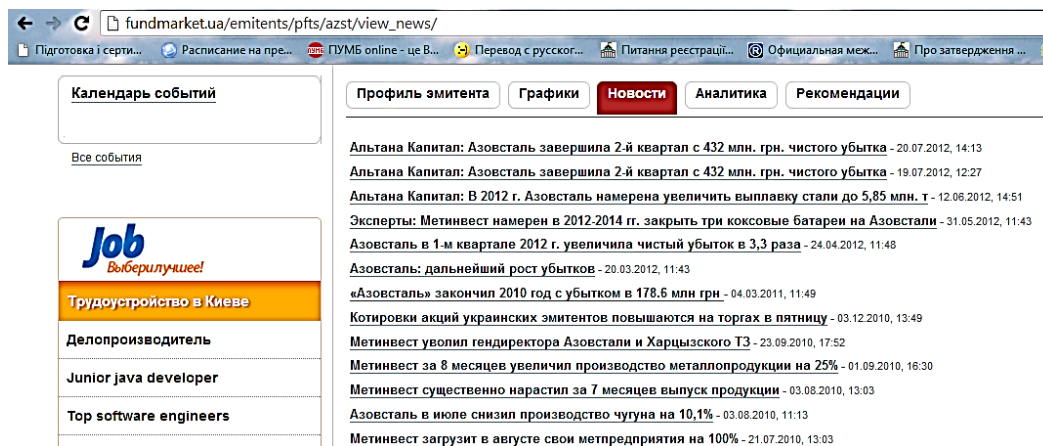 fundmarket.ua/emitents/pfts/azst/view_news/
Підготовка і серти... Расписание на пре... ПУМБ online - це В... Перевод с русског... Питання реєстрації... Официальная меж... Про затвердження ...
Календарь событий
Все события
Job
Выберилучшее!
Трудоустройство в Киеве
Делопроизводитель
Junior java developer
Top software engineers
Профиль эмитента Графики Новости Аналитика Рекомендации
Альтана Капитал: Азовсталь завершила 2-й квартал с 432 млн. грн. чистого убытка - 20.07.2012, 14:13
Альтана Капитал: Азовсталь завершила 2-й квартал с 432 млн. грн. чистого убытка - 19.07.2012, 12:27
Альтана Капитал: В 2012 г. Азовсталь намерена увеличить выплавку стали до 5,85 млн. т - 12.06.2012, 14:51
Эксперты: Метинвест намерен в 2012-2014 гг. закрыть три коксовые батареи на Азовстали - 31.05.2012, 11:43
Азовсталь в 1-м квартале 2012 г. увеличила чистый убыток в 3,3 раза - 24.04.2012, 11:48
Азовсталь: дальнейший рост убытков - 20.03.2012, 11:43
«Азовсталь» закончил 2010 год с убытком в 178.6 млн грн - 04.03.2011, 11:49
Котировки акций украинских эмитентов повышаются на торгах в пятницу - 03.12.2010, 13:49
Метинвест уволил гендиректора Азовстали и Харцызского ТЗ - 23.09.2010, 17:52
Метинвест за 8 месяцев увеличил производство металлопродукции на 25% - 01.09.2010, 16:30
Метинвест существенно нарастил за 7 месяцев выпуск продукции - 03.08.2010, 13:03
Азовсталь в июле снизил производство чугуна на 10,1% - 03.08.2010, 11:13
Метинвест загрузит в августе свои метпредприятия на 100% - 21.07.2010, 13:03